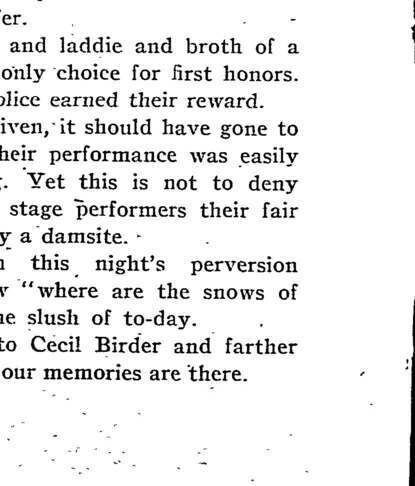 er.
and laddie and broth of a
only choice for first honors.
olice earned their reward.
iven, it should have gone to
heir performance was easily
. Yet this is not to deny
stage performers their fair
y a damsite.
this night's perversion
"where are the snows of
e slush of to-day.
to Cecil Birder and farther
our memories are there.